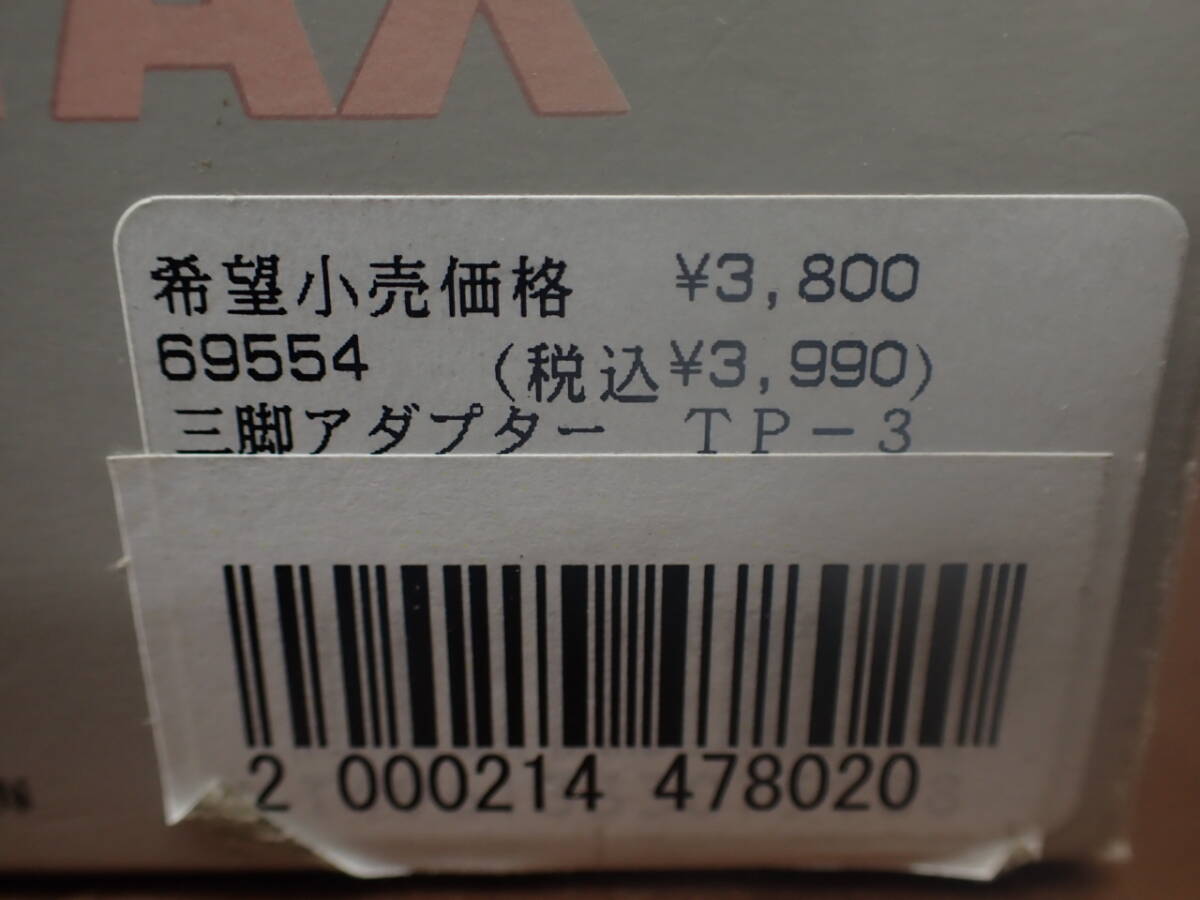 AX
希望小売価格 ¥3,800
69554 (税込¥3,990)
三脚アダプター TP-3
2 000214 478020